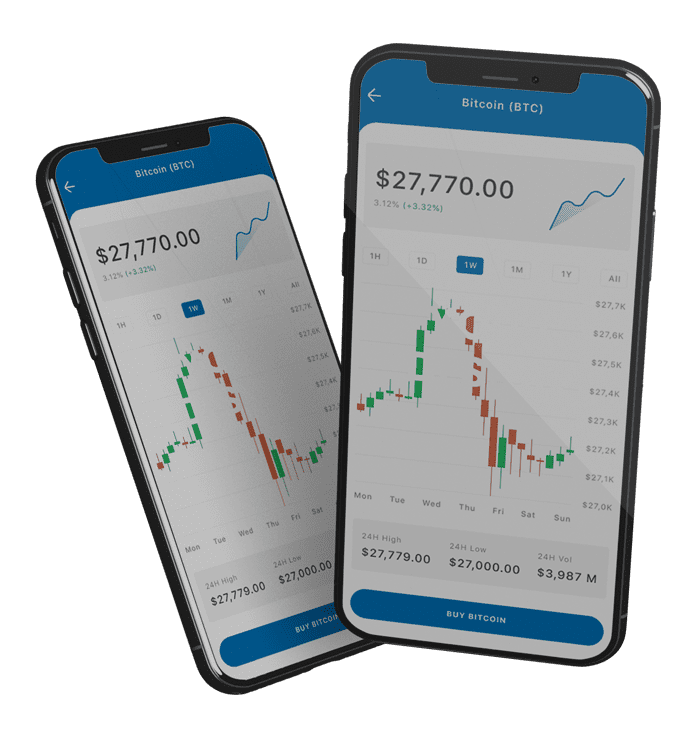 Bitcoin (BTC)
$27,770.00
3.12% (+3.32%)
1H 1D 1W 1M 1Y All
$27,7K
$27,6K
$27,5K
$27,4K
$27,3K
$27,2K
$27,1K
$27,0K
Mon Tue Wed Thu Fri Sat Sun
24H High 24H Low 24H Vol
$27,779.00 $27,000.00 $3,987 M
BUY BITCOIN
Bitcoin (BTC)
$27,770.00
3.12% (+3.32%)
1H 1D 1W 1M 1Y All
$27,7K
$27,6K
$27,5K
$27,4K
Mon Tue Wed Thu Fri Sat
24H High 24H Low
$27,779.00 $27,000.00
BUY BITCOIN